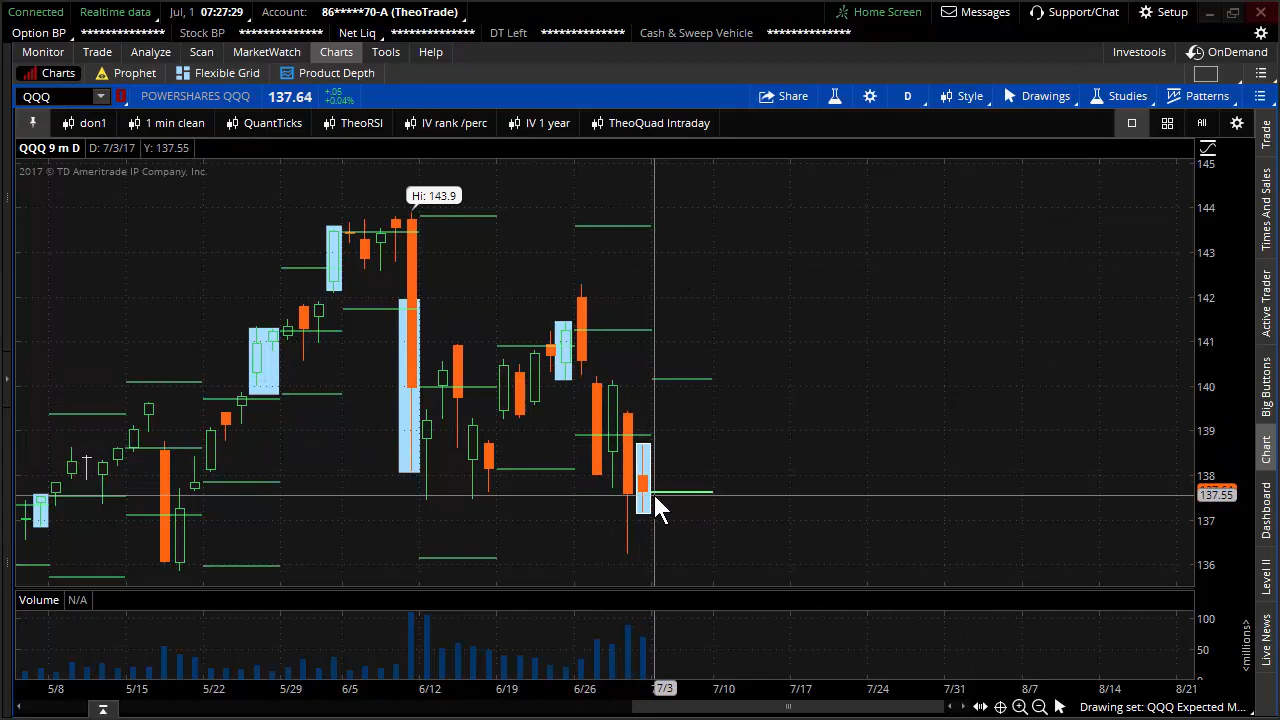 Connected Realtime data Jul, 1 07:27:29 Account: 86*****70-A (TheoTrade) Home Screen Messages Support/Chat Setup
Option BP ************** Stock BP ************** Net Liq ************** DT Left ************** Cash & Sweep Vehicle **************
Monitor Trade Analyze Scan MarketWatch Charts Tools Help Investools OnDemand
Charts Prophet Flexible Grid Product Depth
QQQ POWERSHARES QQQ 137.64 +.05 +0.04% Share D Style Drawings Studies Patterns
don1 1 min clean QuantTicks TheoRSI IV rank /perc IV 1 year TheoQuad Intraday All
QQQ 9 m D D: 7/3/17 Y: 137.55
2017 © TD Ameritrade IP Company, Inc.
Hi: 143.9
145
144
143
142
141
140
139
138
137.55
137
136
Volume N/A
100
50
<millions>
5/8 5/15 5/22 5/29 6/5 6/12 6/19 6/26 7/3 7/10 7/17 7/24 7/31 8/7 8/14 8/21
Drawing set: QQQ Expected M...
Trade
Times And Sales
Active Trader
Big Buttons
Chart
Dashboard
Level II
Live News